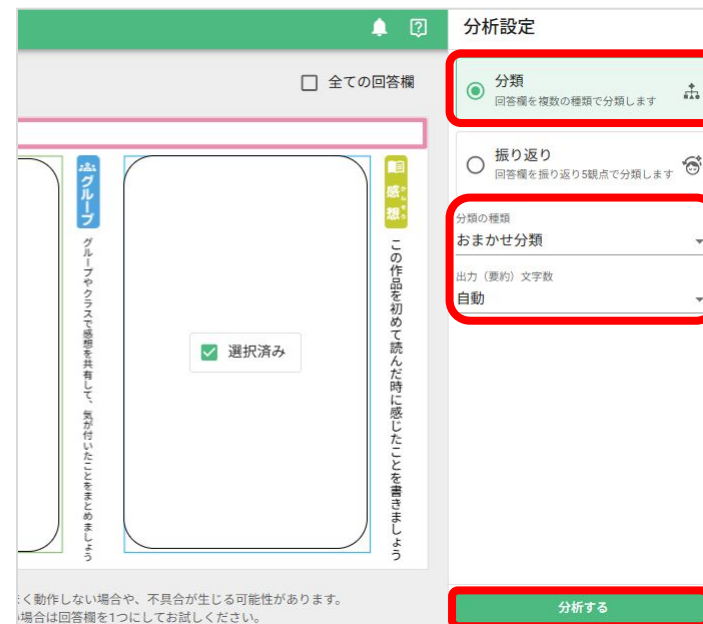 分析設定
全ての回答欄
分類
回答欄を複数の種類で分類します
振り返り
回答欄を振り返り5観点で分類します
分類の種類
おまかせ分類
出力（要約）文字数
自動
感想
かんそう
この作品を初めて読んだ時に感じたことを書きましょう
選択済み
グループ
グループやクラスで感想を共有して、気が付いたことをまとめましょう
く動作しない場合や、不具合が生じる可能性があります。
場合は回答欄を1つにしてお試しください。
分析する